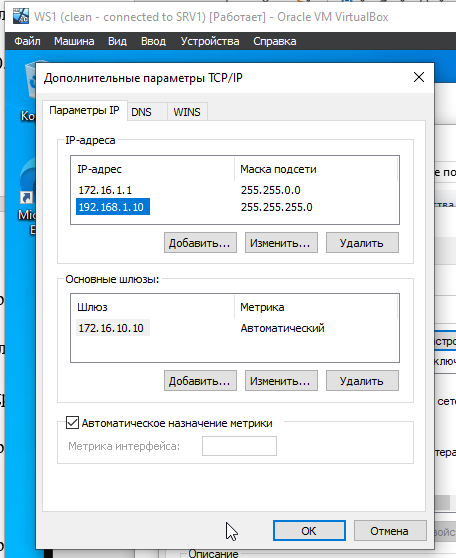 WS1 (clean - connected to SRV1) [Работает] - Oracle VM VirtualBox
Файл Машина Вид Ввод Устройства Справка
Дополнительные параметры TCP/IP
Параметры IP DNS WINS
IP-адреса
IP-адрес Маска подсети
172.16.1.1 255.255.0.0
192.168.1.10 255.255.255.0
Добавить... Изменить... Удалить
Основные шлюзы:
Шлюз Метрика
172.16.10.10 Автоматический
Добавить... Изменить... Удалить
Автоматическое назначение метрики
Метрика интерфейса:
OK Отмена
Описание